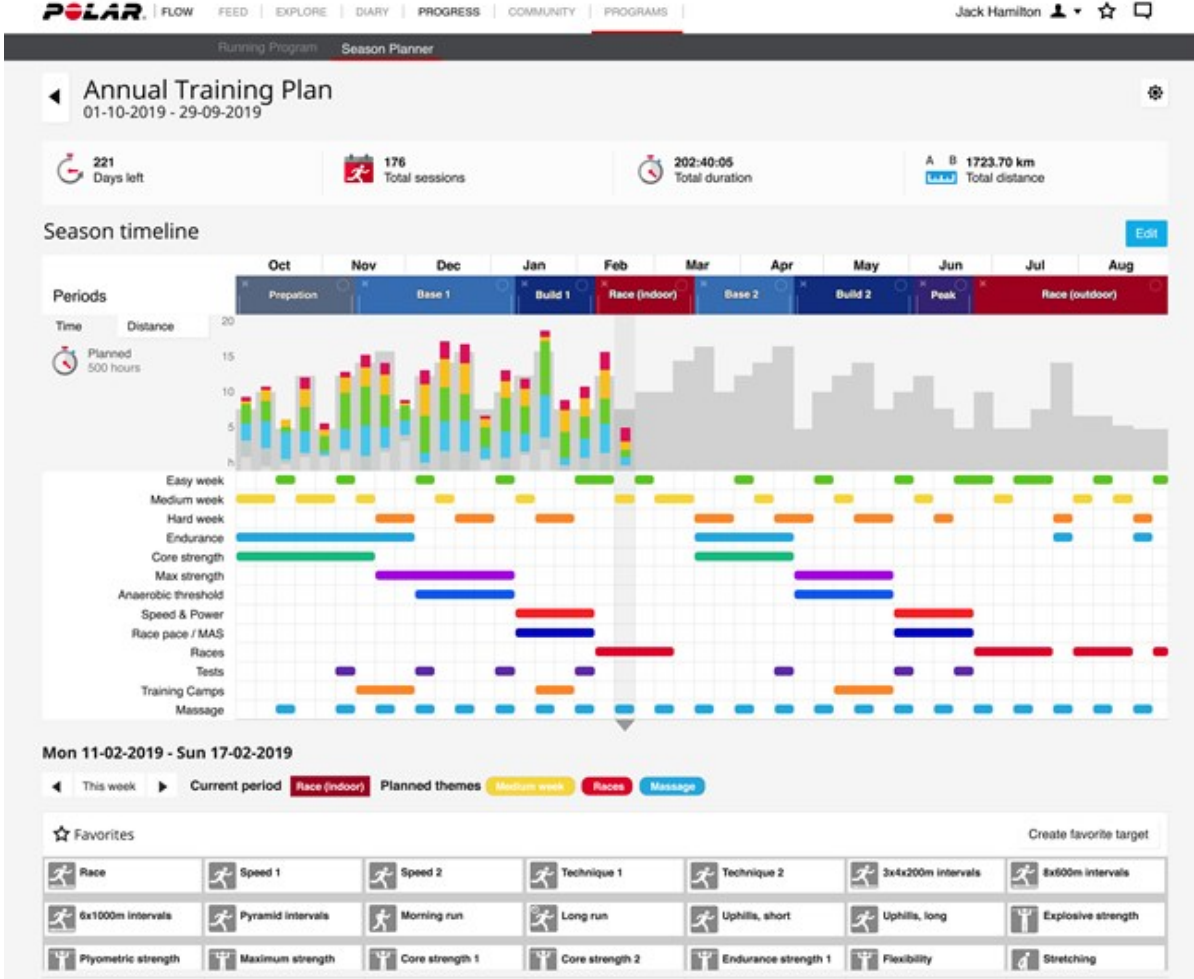 POLAR. FLOW FEED EXPLORE DIARY PROGRESS COMMUNITY PROGRAMS Jack Hamilton
Running Program Season Planner
Annual Training Plan
01-10-2019 - 29-09-2019
221 176 202:40:05 A B 1723.70 km
Days left Total sessions Total duration Total distance
Season timeline Edit
Oct Nov Dec Jan Feb Mar Apr May Jun Jul Aug
Periods Prepation Base 1 Build 1 Race (indoor) Base 2 Build 2 Peak Race (outdoor)
Time Distance 20
Planned
500 hours
15
10
5
h
Easy week
Medium week
Hard week
Endurance
Core strength
Max strength
Anaerobic threshold
Speed & Power
Race pace / MAS
Races
Tests
Training Camps
Massage
Mon 11-02-2019 - Sun 17-02-2019
This week Current period Race (indoor) Planned themes Medium week Races Massage
Favorites Create favorite target
Race Speed 1 Speed 2 Technique 1 Technique 2 3x4x200m intervals 8x600m intervals
6x1000m intervals Pyramid intervals Morning run Long run Uphills, short Uphills, long Explosive strength
Plyometric strength Maximum strength Core strength 1 Core strength 2 Endurance strength 1 Flexibility Stretching